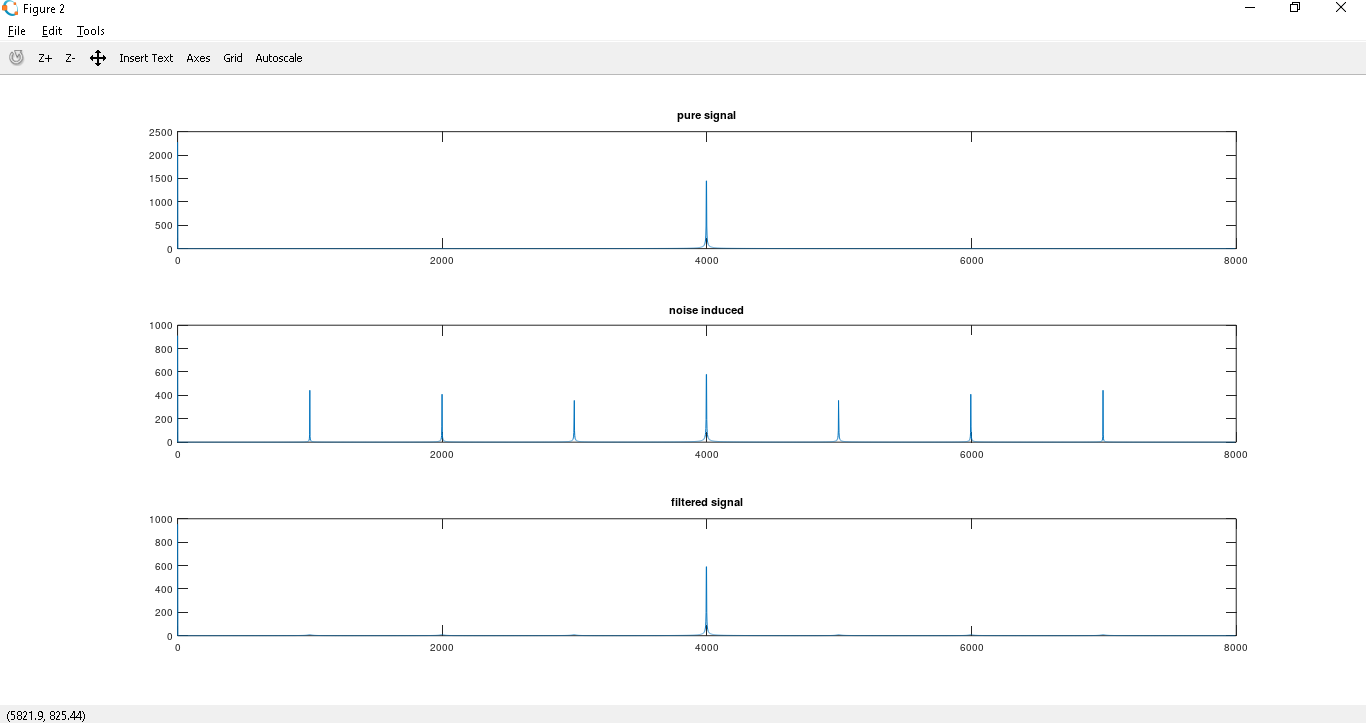 Figure 2
File Edit Tools
Z+ Z- Insert Text Axes Grid Autoscale
pure signal
2500
2000
1500
1000
500
0
0 2000 4000 6000 8000
noise induced
1000
800
600
400
200
0
0 2000 4000 6000 8000
filtered signal
1000
800
600
400
200
0
0 2000 4000 6000 8000
(5821.9, 825.44)